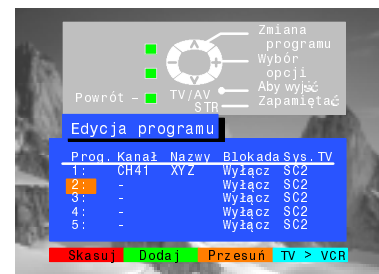 Zmiana
programu
Wybór
opcji
Aby wyjść
Zapamiętać
TV/AV
STR
Powrót –
Edycja programu
Prog. Kanał Nazwy Blokada Sys. TV
1: CH41 XYZ Wyłącz SC2
2: - Wyłącz SC2
3: - Wyłącz SC2
4: - Wyłącz SC2
5: - Wyłącz SC2
Skasuj Dodaj Przesuń TV > VCR